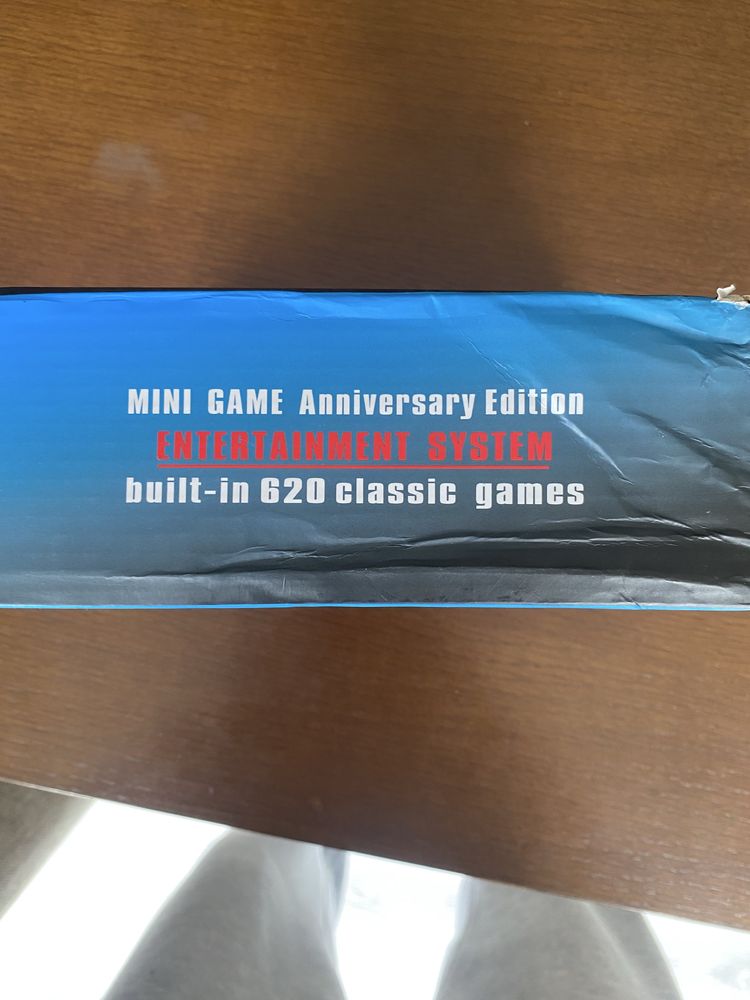 MINI GAME Anniversary Edition
ENTERTAINMENT SYSTEM
built-in 620 classic games